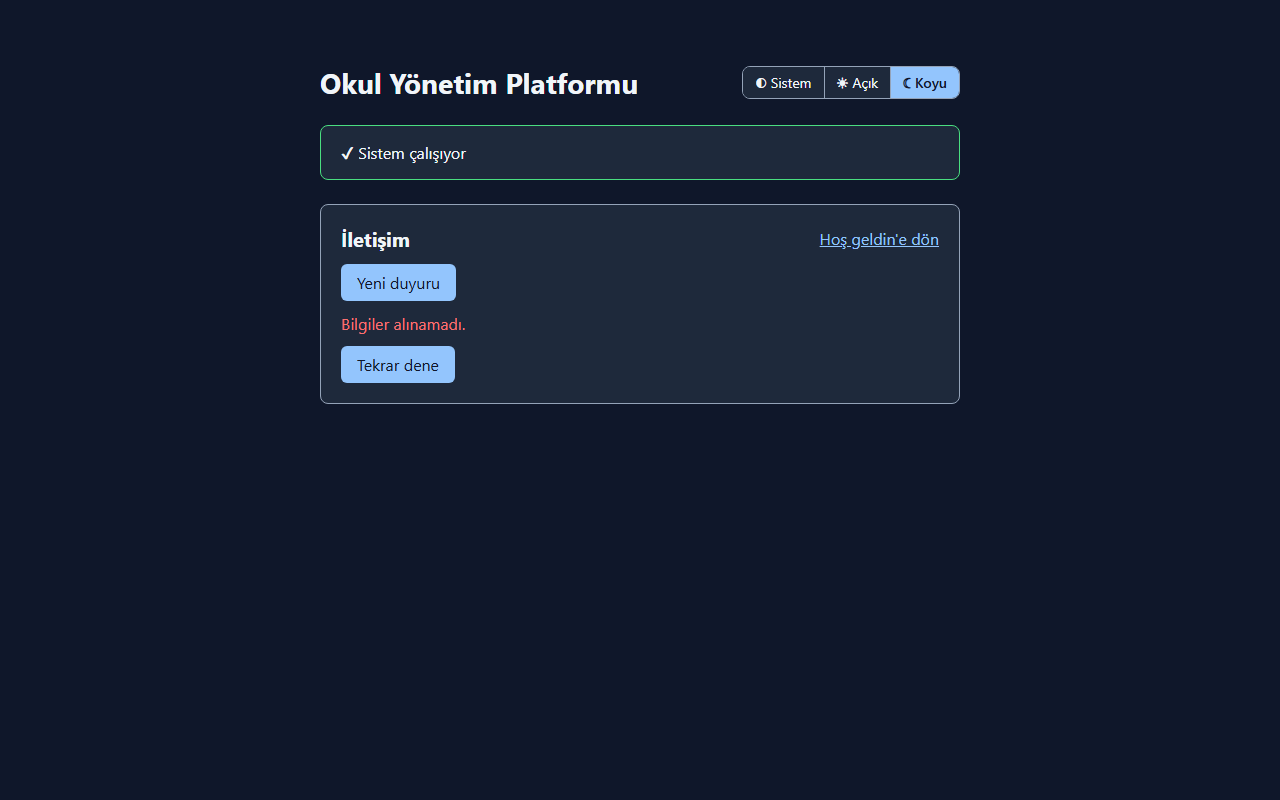 Okul Yönetim Platformu
◐ Sistem ☀ Açık ☾ Koyu
✓ Sistem çalışıyor
İletişim
Hoş geldin'e dön
Yeni duyuru
Bilgiler alınamadı.
Tekrar dene